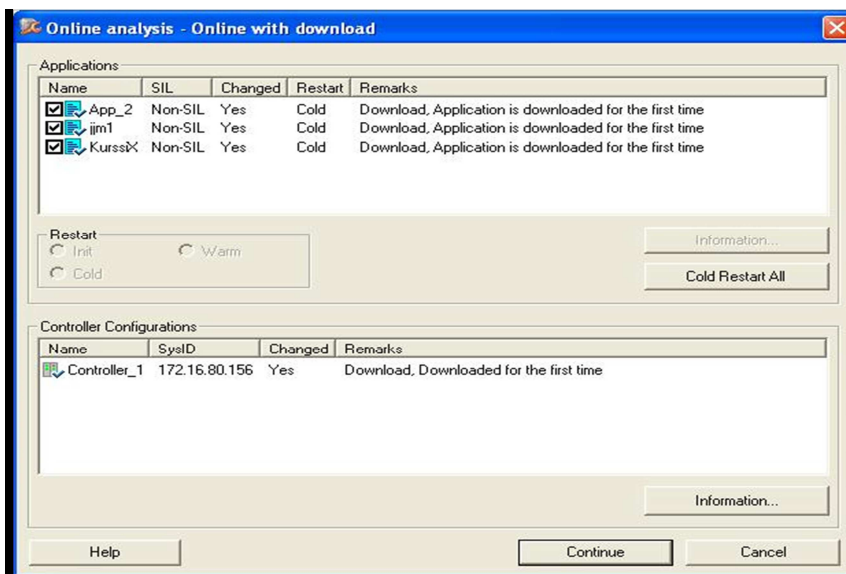 Online analysis - Online with download
Applications
Name SIL Changed Restart Remarks
App_2 Non-SIL Yes Cold Download, Application is downloaded for the first time
jjm1 Non-SIL Yes Cold Download, Application is downloaded for the first time
KurssiX Non-SIL Yes Cold Download, Application is downloaded for the first time
Restart
Init Warm
Cold
Information...
Cold Restart All
Controller Configurations
Name SysID Changed Remarks
Controller_1 172.16.80.156 Yes Download, Downloaded for the first time
Information...
Help Continue Cancel